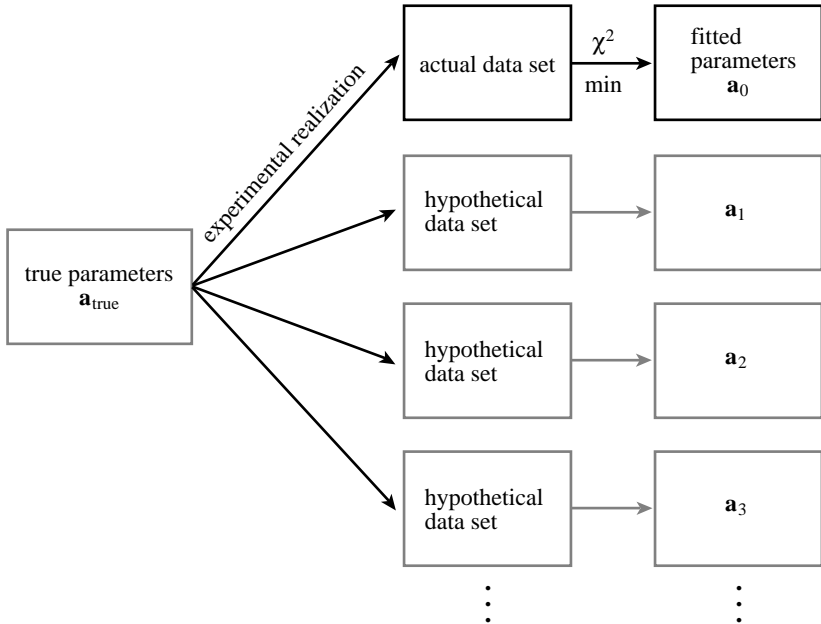 actual data set
χ²
min
fitted
parameters
a₀
experimental realization
hypothetical
data set
a₁
true parameters
a_true
hypothetical
data set
a₂
hypothetical
data set
a₃
⋮
⋮